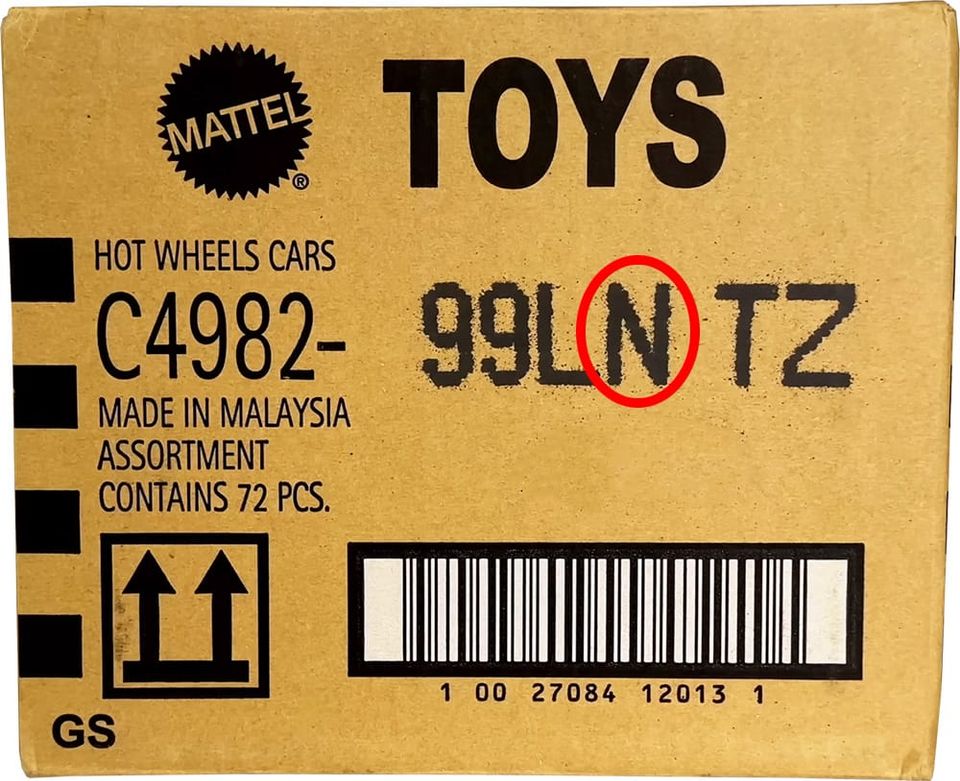 MATTEL®
TOYS
HOT WHEELS CARS
C4982-
99LN TZ
MADE IN MALAYSIA
ASSORTMENT
CONTAINS 72 PCS.
1 00 27084 12013 1
GS